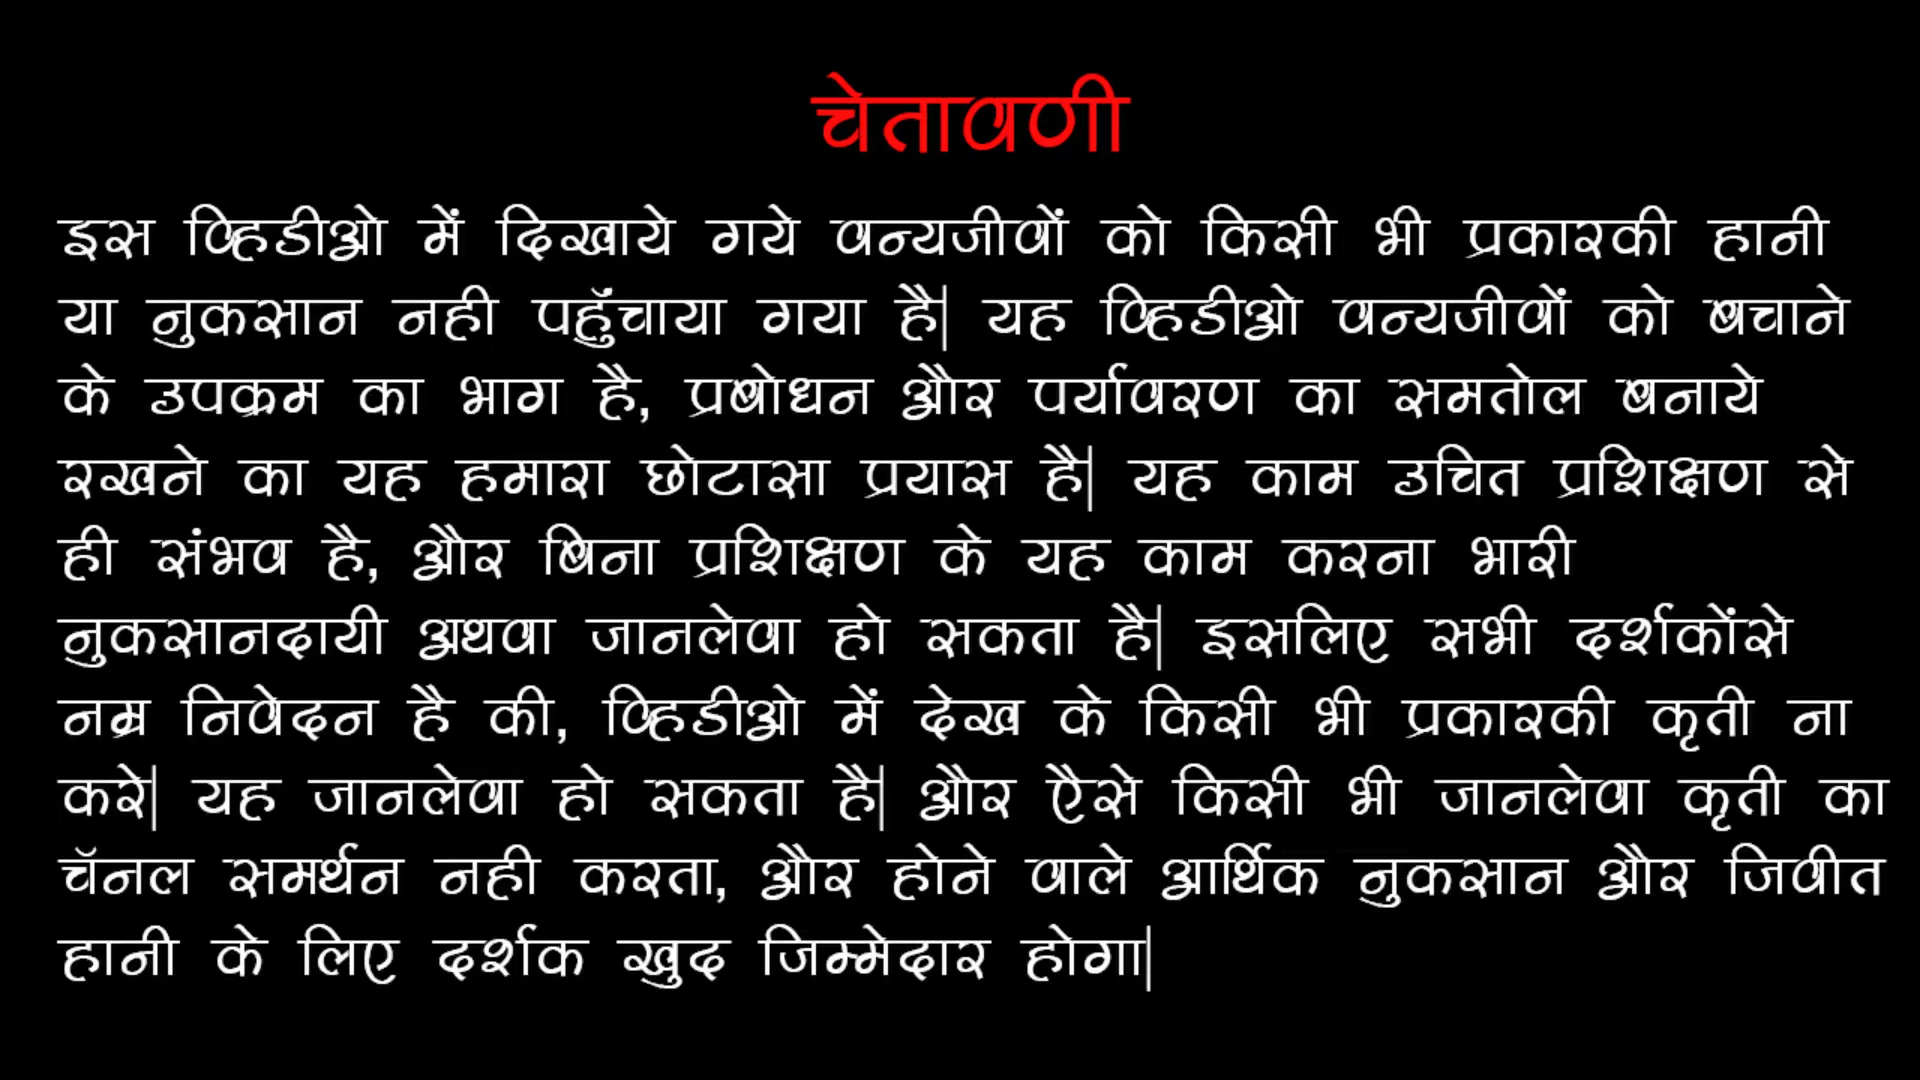 चेतावणी
इस व्हिडीओ में दिखाये गये वन्यजीवों को किसी भी प्रकारकी हानी
या नुकसान नही पहुँचाया गया है| यह व्हिडीओ वन्यजीवों को बचाने
के उपक्रम का भाग है, प्रबोधन और पर्यावरण का समतोल बनाये
रखने का यह हमारा छोटासा प्रयास है| यह काम उचित प्रशिक्षण से
ही संभव है, और बिना प्रशिक्षण के यह काम करना भारी
नुकसानदायी अथवा जानलेवा हो सकता है| इसलिए सभी दर्शकोंसे
नम्र निवेदन है की, व्हिडीओ में देख के किसी भी प्रकारकी कृती ना
करे| यह जानलेवा हो सकता है| और ऐैसे किसी भी जानलेवा कृती का
चॅनल समर्थन नही करता, और होने वाले आर्थिक नुकसान और जिवीत
हानी के लिए दर्शक खुद जिम्मेदार होगा|